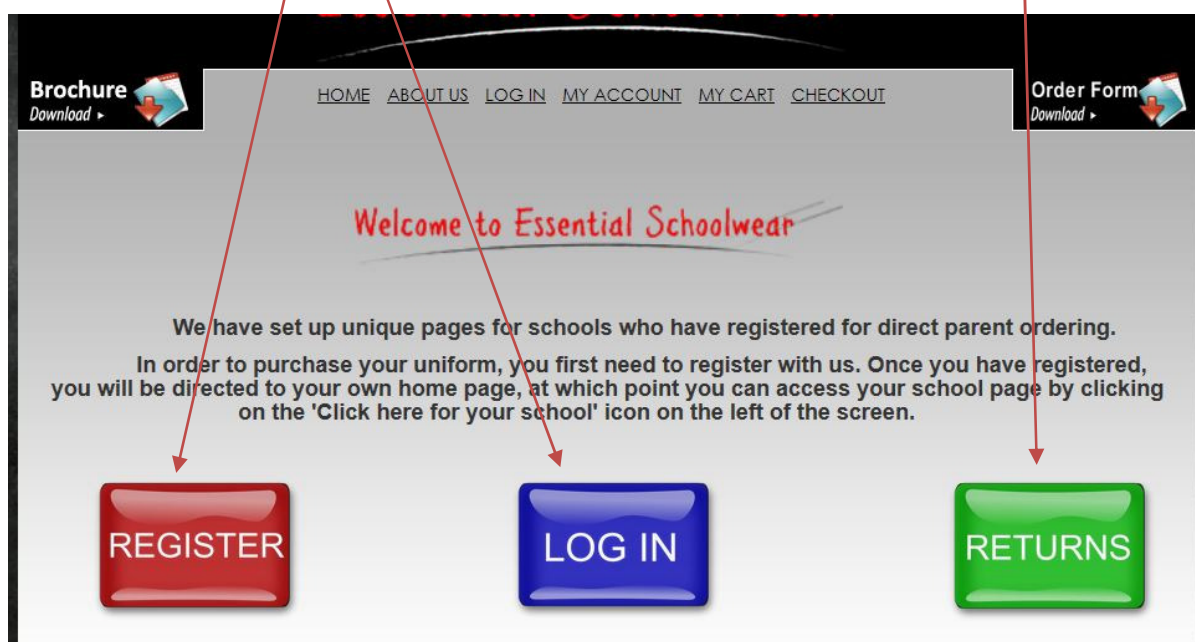 Brochure
Download ▸
HOME ABOUT US LOG IN MY ACCOUNT MY CART CHECKOUT
Order Form
Download ▸
Welcome to Essential Schoolwear
We have set up unique pages for schools who have registered for direct parent ordering.
In order to purchase your uniform, you first need to register with us. Once you have registered,
you will be directed to your own home page, at which point you can access your school page by clicking
on the 'Click here for your school' icon on the left of the screen.
REGISTER
LOG IN
RETURNS